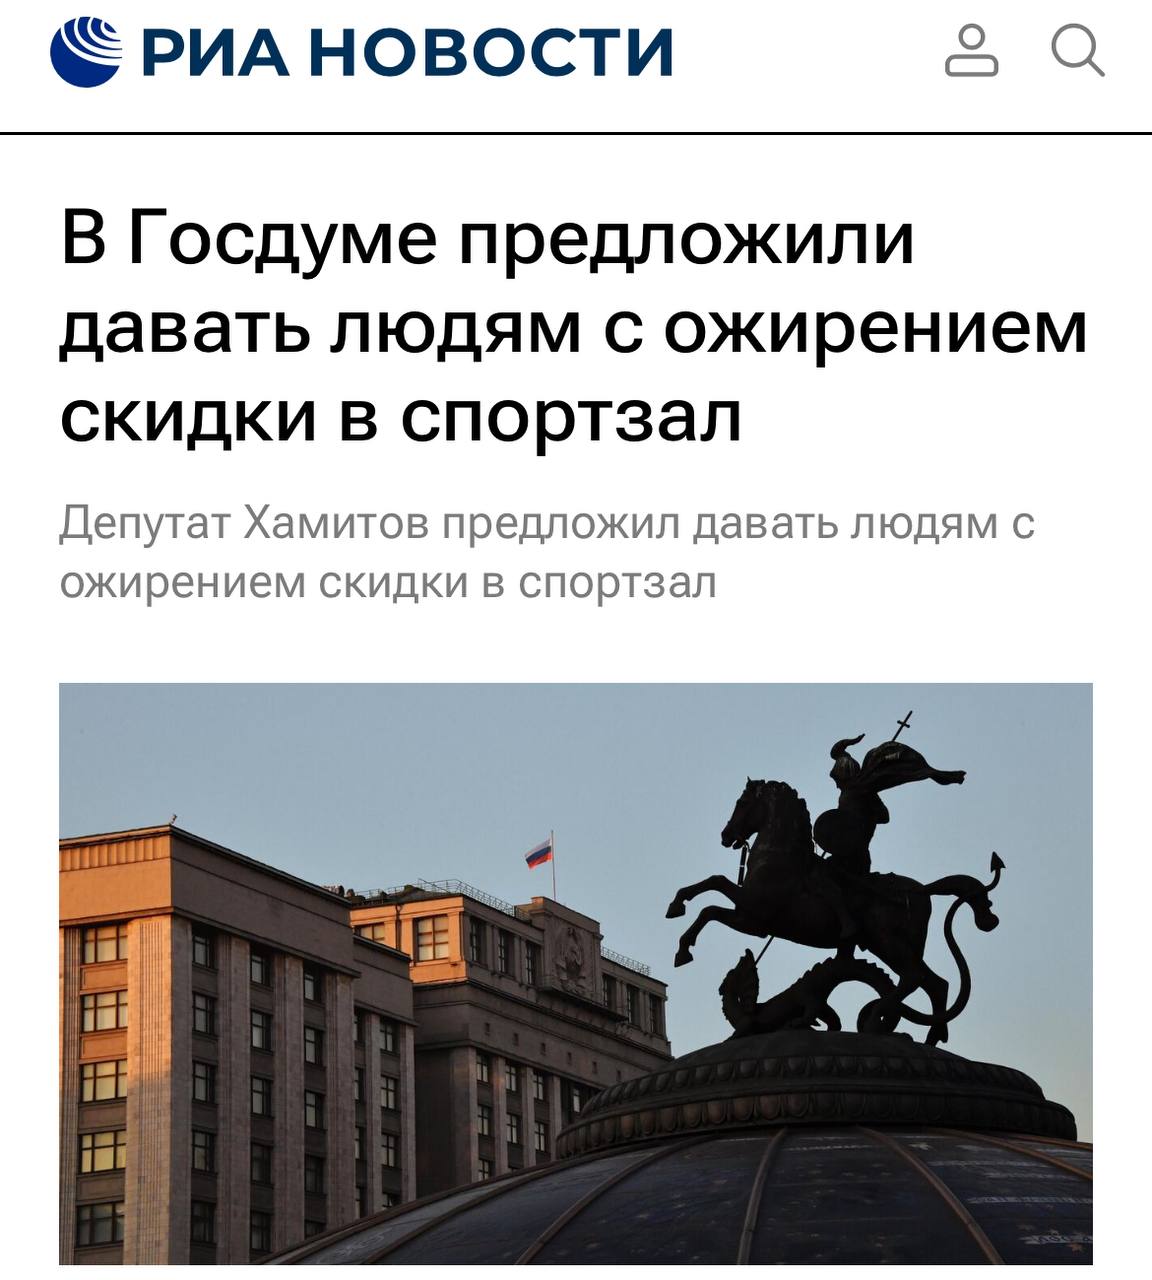 РИА НОВОСТИ
В Госдуме предложили
давать людям с ожирением
скидки в спортзал
Депутат Хамитов предложил давать людям с
ожирением скидки в спортзал